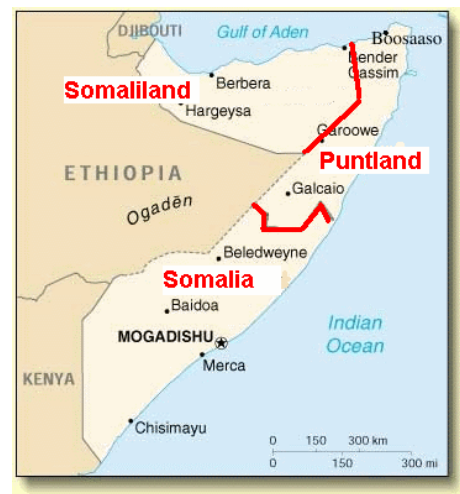 DJIBOUTI
Gulf of Aden
Boosaaso
Bender
Cassim
Berbera
Somaliland
Hargeysa
Garoowe
Puntland
ETHIOPIA
Galcaio
Ogadēn
Beledweyne
Somalia
Baidoa
Indian
Ocean
MOGADISHU
Merca
KENYA
Chisimayu
0 150 300 km
0 150 300 mi